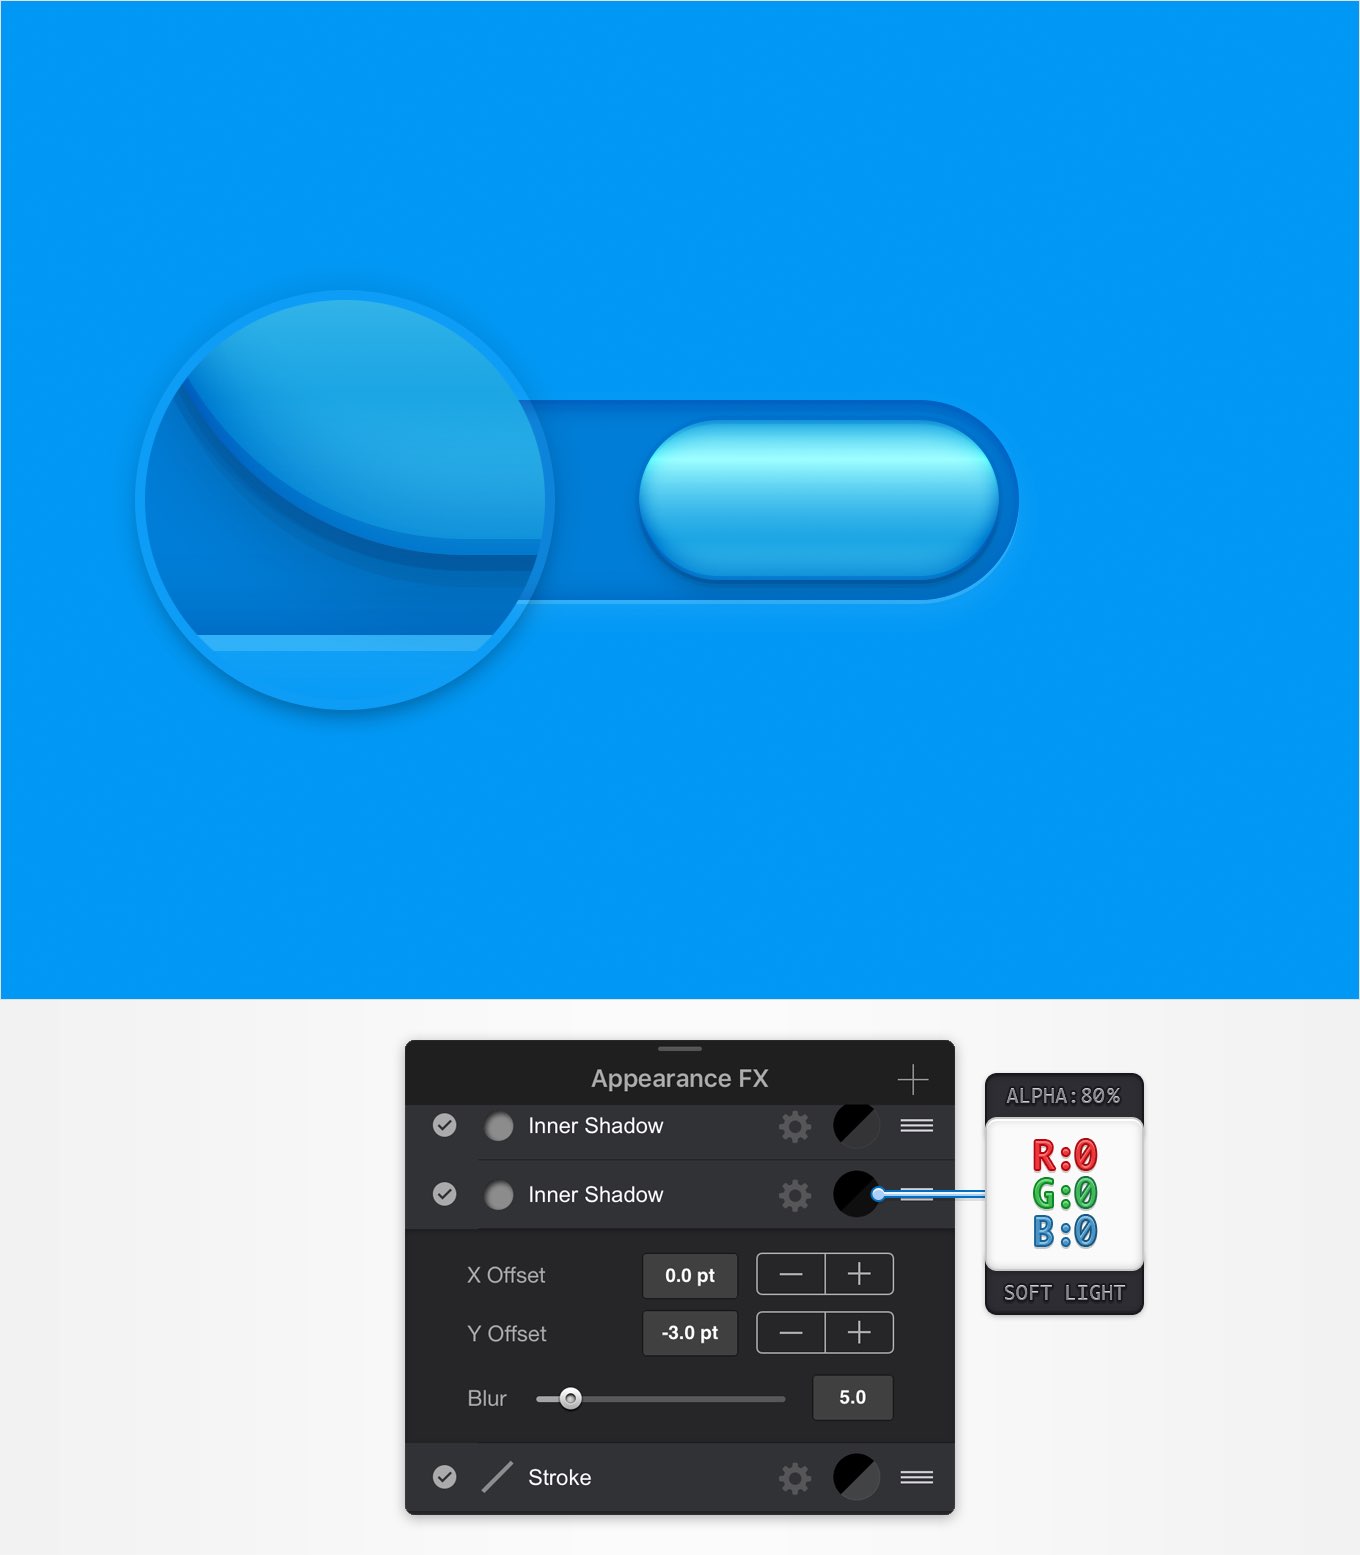 Appearance FX
Inner Shadow
Inner Shadow
X Offset 0.0 pt
Y Offset -3.0 pt
Blur 5.0
Stroke
ALPHA:80%
R:0
G:0
B:0
SOFT LIGHT